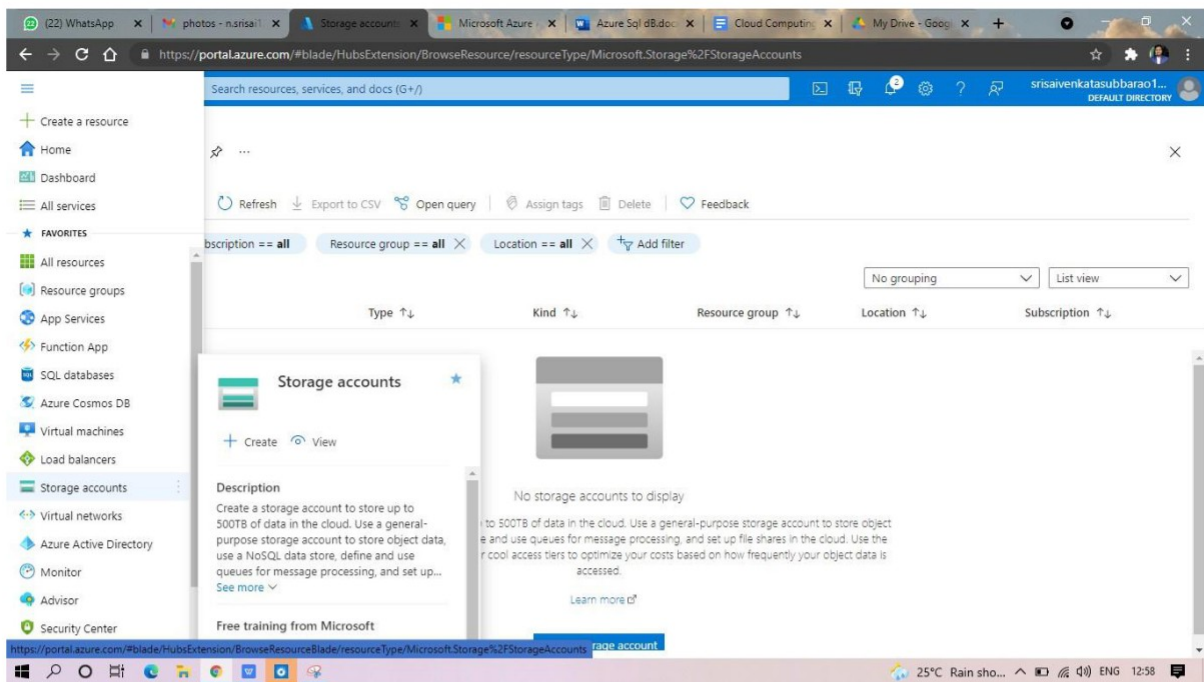 (22) WhatsApp
photos - n.srisai1
Storage accounts
Microsoft Azure
Azure Sql dB.doc
Cloud Computing
My Drive - Goog
https://portal.azure.com/#blade/HubsExtension/BrowseResource/resourceType/Microsoft.Storage%2FStorageAccounts
Search resources, services, and docs (G+/)
2
srisaivenkatasubbarao1...
DEFAULT DIRECTORY
Create a resource
Home
Dashboard
All services
FAVORITES
All resources
Resource groups
App Services
Function App
SQL databases
Azure Cosmos DB
Virtual machines
Load balancers
Storage accounts
Virtual networks
Azure Active Directory
Monitor
Advisor
Security Center
...
Refresh Export to CSV Open query Assign tags Delete Feedback
bscription == all Resource group == all Location == all Add filter
No grouping List view
Type Kind Resource group Location Subscription
Storage accounts
Create View
Description
Create a storage account to store up to
500TB of data in the cloud. Use a general-
purpose storage account to store object data,
use a NoSQL data store, define and use
queues for message processing, and set up...
See more
Free training from Microsoft
No storage accounts to display
to 500TB of data in the cloud. Use a general-purpose storage account to store object
e and use queues for message processing, and set up file shares in the cloud. Use the
r cool access tiers to optimize your costs based on how frequently your object data is
accessed.
Learn more
rage account
https://portal.azure.com/#blade/HubsExtension/BrowseResourceBlade/resourceType/Microsoft.Storage%2FStorageAccounts
25°C Rain sho... ENG 12:58